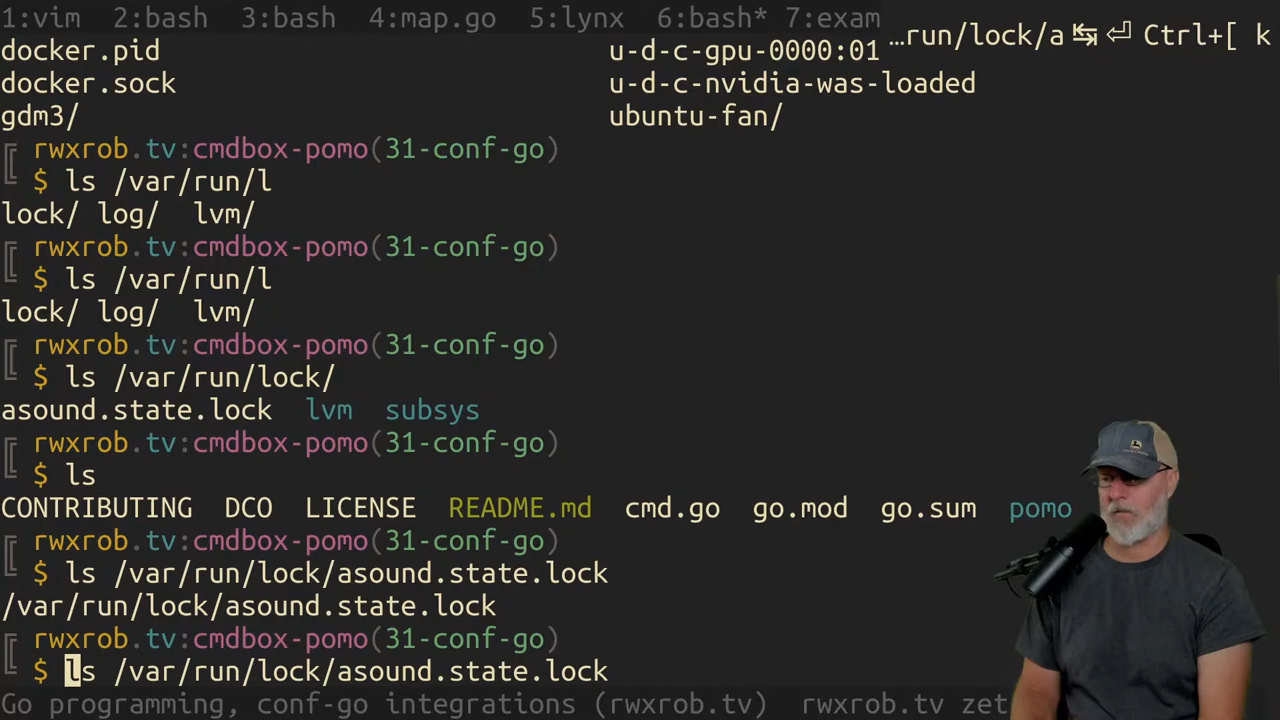 1:vim 2:bash 3:bash 4:map.go 5:lynx 6:bash* 7:exam
…run/lock/a ↹ ⏎ Ctrl+[ k
docker.pid u-d-c-gpu-0000:01
docker.sock u-d-c-nvidia-was-loaded
gdm3/ ubuntu-fan/
rwxrob.tv:cmdbox-pomo(31-conf-go)
$ ls /var/run/l
lock/ log/ lvm/
rwxrob.tv:cmdbox-pomo(31-conf-go)
$ ls /var/run/l
lock/ log/ lvm/
rwxrob.tv:cmdbox-pomo(31-conf-go)
$ ls /var/run/lock/
asound.state.lock lvm subsys
rwxrob.tv:cmdbox-pomo(31-conf-go)
$ ls
CONTRIBUTING DCO LICENSE README.md cmd.go go.mod go.sum pomo
rwxrob.tv:cmdbox-pomo(31-conf-go)
$ ls /var/run/lock/asound.state.lock
/var/run/lock/asound.state.lock
rwxrob.tv:cmdbox-pomo(31-conf-go)
$ ls /var/run/lock/asound.state.lock
Go programming, conf-go integrations (rwxrob.tv) rwxrob.tv zet